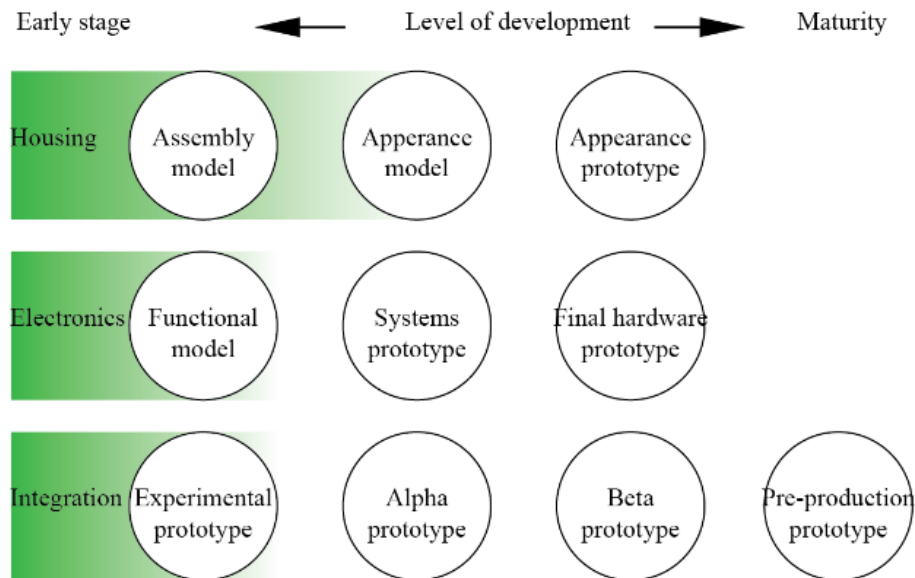 Early stage
Level of development
Maturity
Housing
Assembly
model
Apperance
model
Appearance
prototype
Electronics
Functional
model
Systems
prototype
Final hardware
prototype
Integration
Experimental
prototype
Alpha
prototype
Beta
prototype
Pre-production
prototype